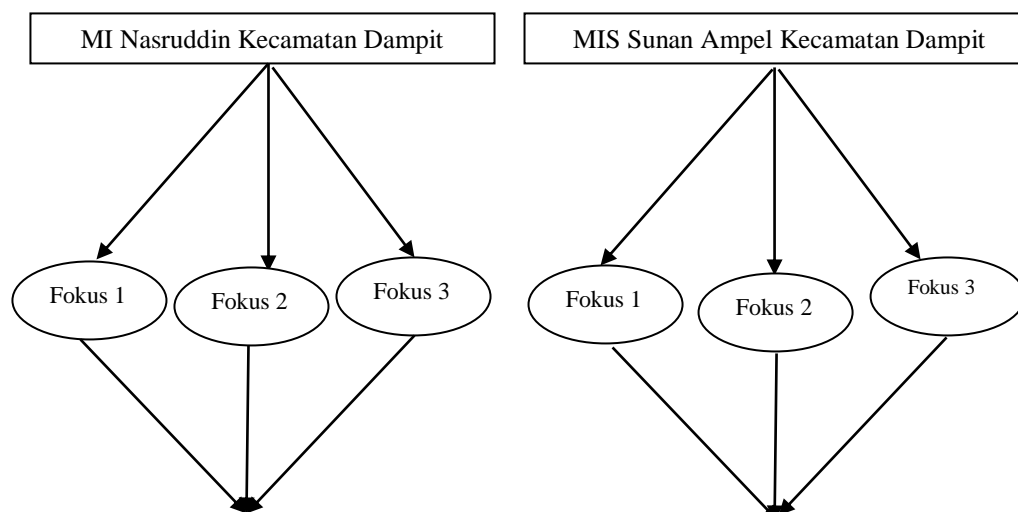 MI Nasruddin Kecamatan Dampit
MIS Sunan Ampel Kecamatan Dampit
Fokus 1
Fokus 2
Fokus 3
Fokus 1
Fokus 2
Fokus 3